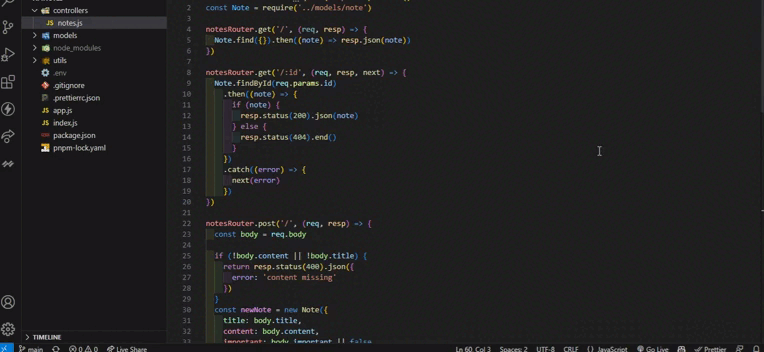 controllers
JS notes.js
models
node_modules
utils
.env
.gitignore
.prettierrc.json
JS app.js
JS index.js
package.json
pnpm-lock.yaml
TIMELINE
2 const Note = require('../models/note')
3
4 notesRouter.get('/', (req, resp) => {
5 Note.find({}).then((note) => resp.json(note))
6 })
7
8 notesRouter.get('/:id', (req, resp, next) => {
9 Note.findById(req.params.id)
10 .then((note) => {
11 if (note) {
12 resp.status(200).json(note)
13 } else {
14 resp.status(404).end()
15 }
16 })
17 .catch((error) => {
18 next(error)
19 })
20 })
21
22 notesRouter.post('/', (req, resp) => {
23 const body = req.body
24
25 if (!body.content || !body.title) {
26 return resp.status(400).json({
27 error: 'content missing'
28 })
29 }
30 const newNote = new Note({
31 title: body.title,
32 content: body.content,
33 important: body.important || false
main 0 0 Live Share Ln 60, Col 3 Spaces: 2 UTF-8 CRLF {} JavaScript Go Live Prettier